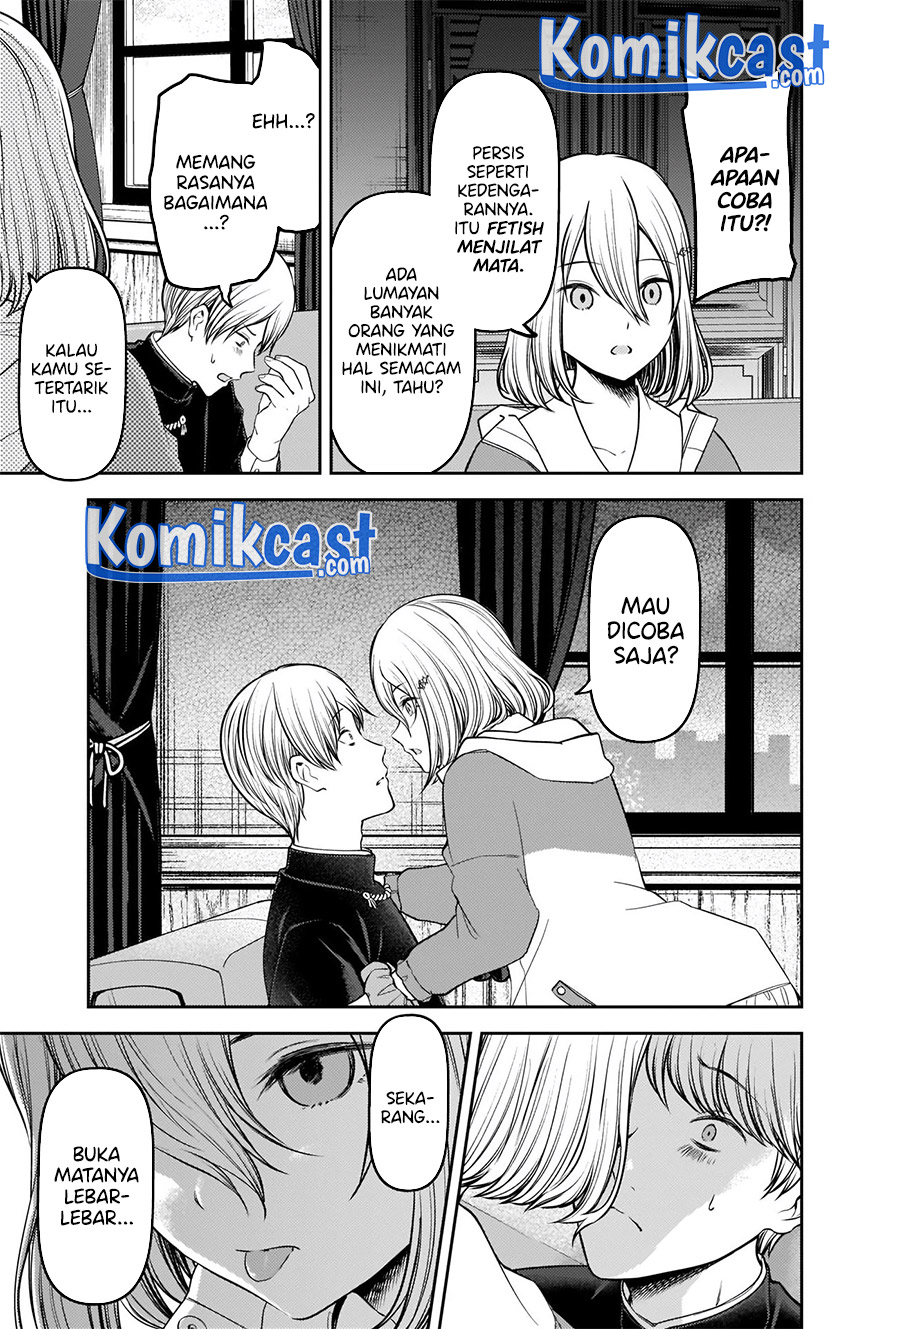 Komikcast
.com
APA-
APAAN
COBA
ITU?!
PERSIS
SEPERTI
KEDENGA-
RANNYA.
ITU FETISH
MENJILAT
MATA.
ADA
LUMAYAN
BANYAK
ORANG YANG
MENIKMATI
HAL SEMACAM
INI, TAHU?
EHH...?
MEMANG
RASANYA
BAGAIMANA
...?
KALAU
KAMU SE-
TERTARIK
ITU...
Komikcast
.com
MAU
DICOBA
SAJA?
SEKA-
RANG...
BUKA
MATANYA
LEBAR-
LEBAR...